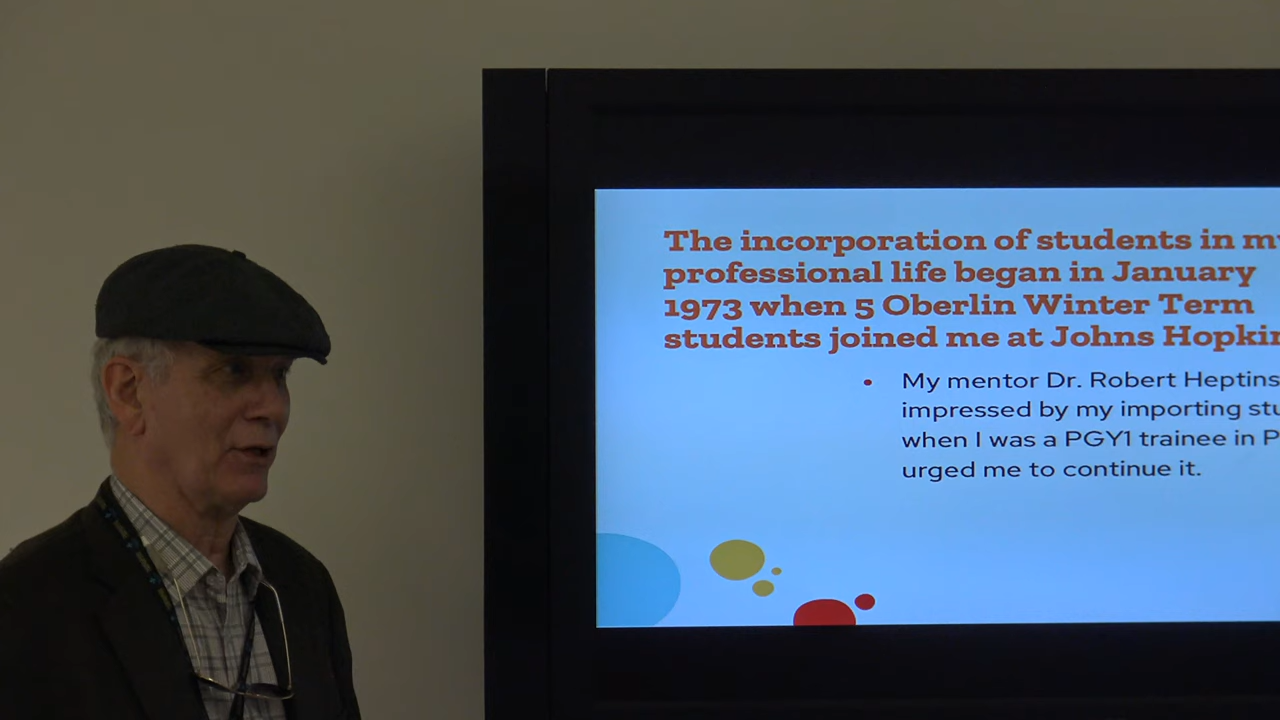 The incorporation of students in my
professional life began in January
1973 when 5 Oberlin Winter Term
students joined me at Johns Hopkin
• My mentor Dr. Robert Heptins
impressed by my importing stu
when I was a PGY1 trainee in P
urged me to continue it.